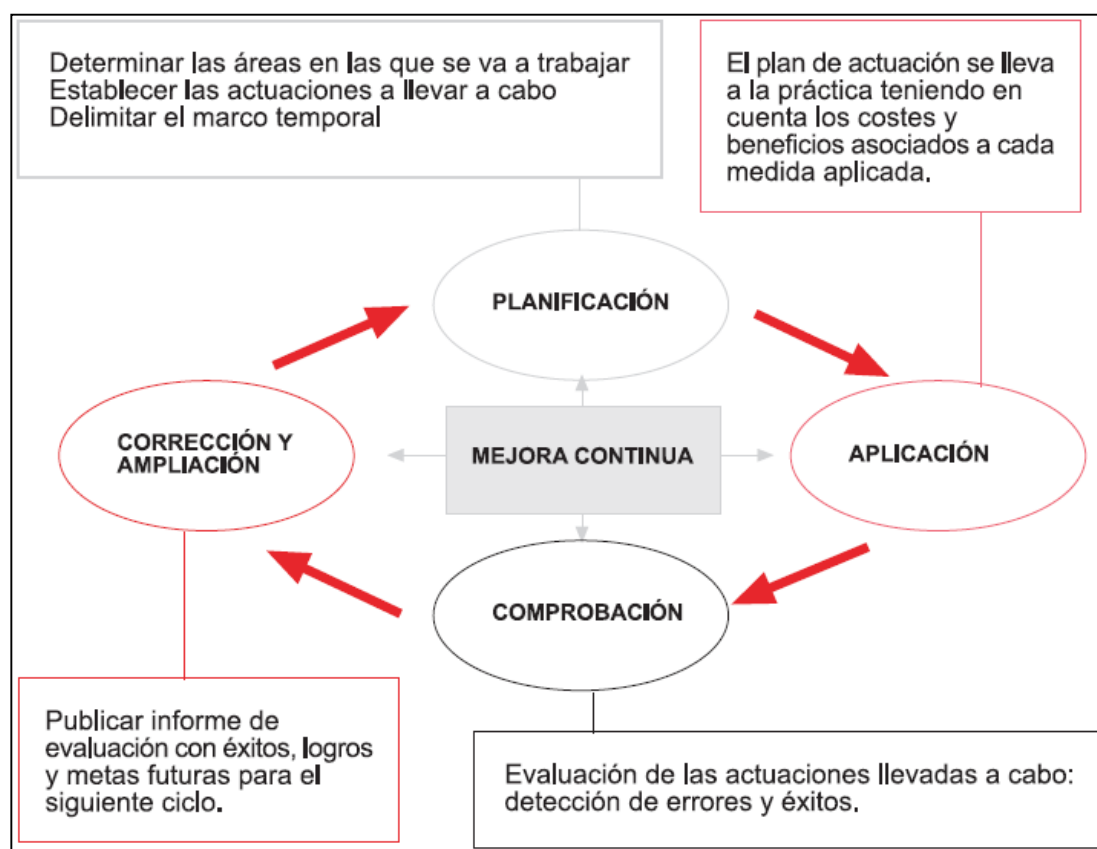 Determinar las áreas en las que se va a trabajar
Establecer las actuaciones a llevar a cabo
Delimitar el marco temporal
El plan de actuación se lleva
a la práctica teniendo en
cuenta los costes y
beneficios asociados a cada
medida aplicada.
PLANIFICACIÓN
CORRECCIÓN Y
AMPLIACIÓN
MEJORA CONTINUA
APLICACIÓN
COMPROBACIÓN
Publicar informe de
evaluación con éxitos, logros
y metas futuras para el
siguiente ciclo.
Evaluación de las actuaciones llevadas a cabo:
detección de errores y éxitos.